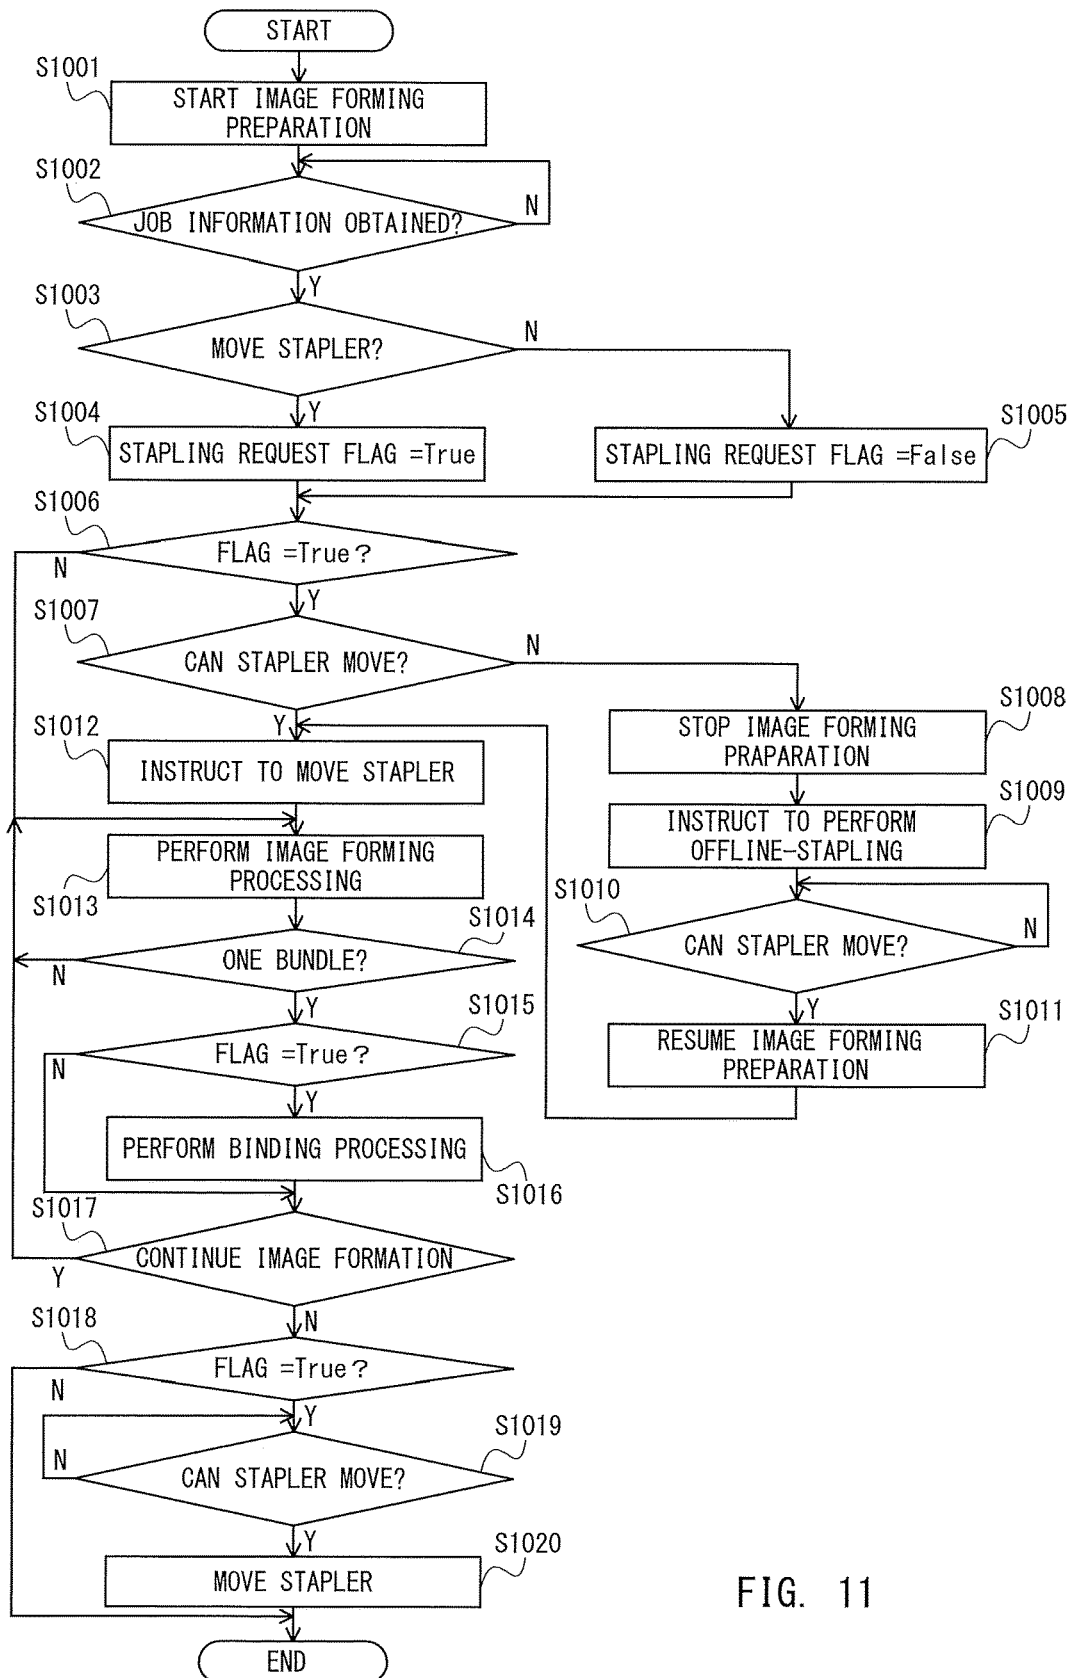 START
S1001
START IMAGE FORMING
PREPARATION
S1002
JOB INFORMATION OBTAINED?
N
Y
S1003
MOVE STAPLER?
N
Y
S1004
STAPLING REQUEST FLAG =True
S1005
STAPLING REQUEST FLAG =False
S1006
FLAG =True?
N
Y
S1007
CAN STAPLER MOVE?
N
Y
S1008
STOP IMAGE FORMING
PRAPARATION
S1009
INSTRUCT TO PERFORM
OFFLINE-STAPLING
S1010
CAN STAPLER MOVE?
N
Y
S1011
RESUME IMAGE FORMING
PREPARATION
S1012
INSTRUCT TO MOVE STAPLER
PERFORM IMAGE FORMING
PROCESSING
S1013
S1014
ONE BUNDLE?
N
Y
S1015
FLAG =True?
N
Y
PERFORM BINDING PROCESSING
S1016
S1017
CONTINUE IMAGE FORMATION
Y
N
S1018
FLAG =True?
N
Y
S1019
CAN STAPLER MOVE?
N
Y
S1020
MOVE STAPLER
END
FIG. 11